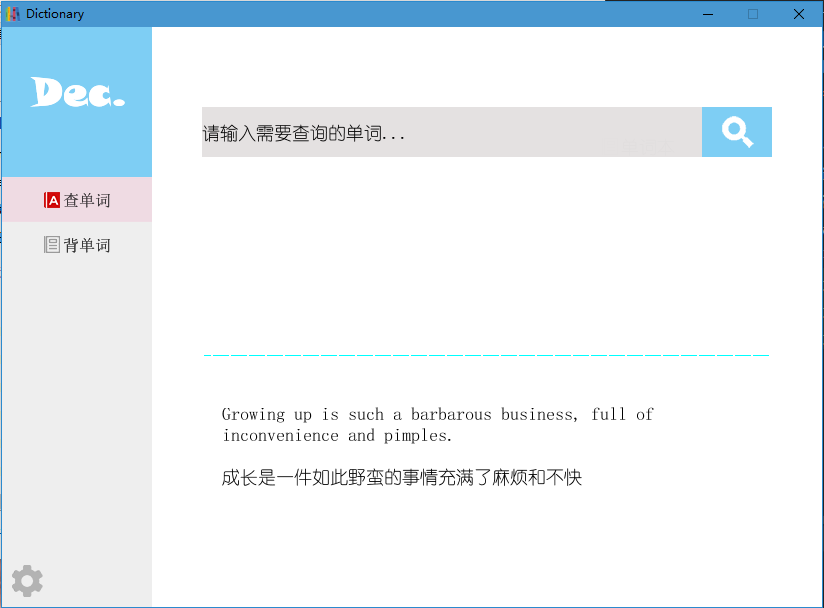 Dictionary
Dec.
请输入需要查询的单词...
查单词
背单词
Growing up is such a barbarous business, full of
inconvenience and pimples.
成长是一件如此野蛮的事情充满了麻烦和不快